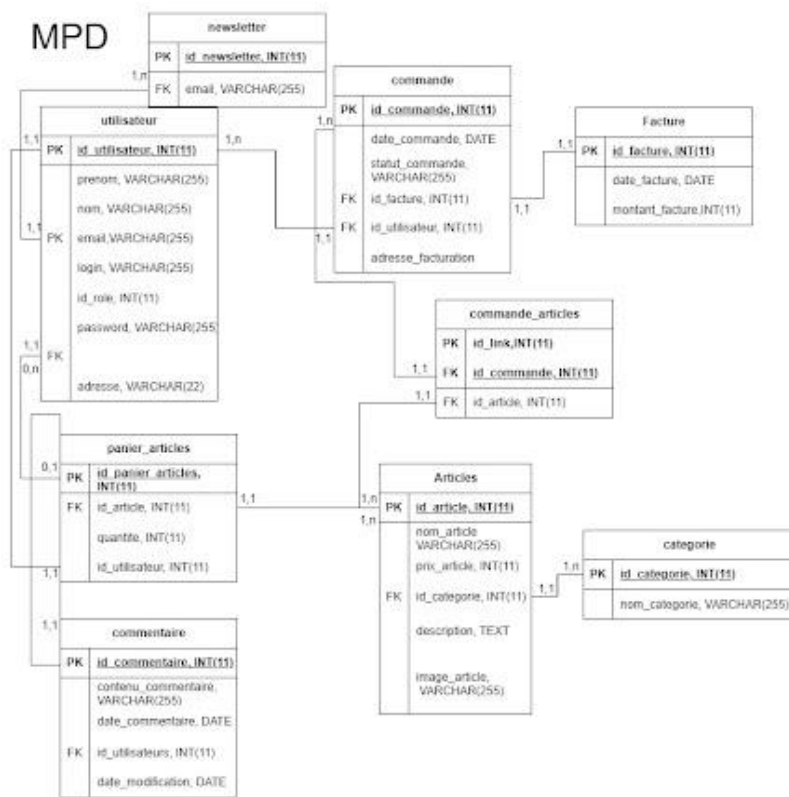 MPD
newsletter
PK id_newsletter, INT(11)
FK email, VARCHAR(255)
1,n
utilisateur
1,1 PK id_utilisateur, INT(11) 1,n
prenom, VARCHAR(255)
nom, VARCHAR(255)
1,1 PK email,VARCHAR(255)
login, VARCHAR(255)
id_role, INT(11)
password, VARCHAR(255)
1,1 FK
0,n
adresse, VARCHAR(22)
commande
1,n PK id_commande, INT(11)
date_commande, DATE
statut_commande,
VARCHAR(255)
FK id_facture, INT(11) 1,1
1,1 FK id_utilisateur, INT(11)
adresse_facturation
Facture
1,1 PK id_facture, INT(11)
date_facture, DATE
montant_facture,INT(11)
commande_articles
PK id_link,INT(11)
1,1 FK id_commande, INT(11)
1,1 FK id_article, INT(11)
panier_articles
0,1 PK id_panier_articles,
INT(11)
FK id_article, INT(11) 1,1
quantite, INT(11)
1,1 id_utilisateur, INT(11)
Articles
1,n PK id_article, INT(11)
1,n
nom_article
VARCHAR(255)
prix_article, INT(11)
FK id_categorie, INT(11) 1,1
description, TEXT
image_article,
VARCHAR(255)
categorie
1,n PK id_categorie, INT(11)
nom_categorie, VARCHAR(255)
commentaire
1,1 PK id_commentaire, INT(11)
contenu_commentaire,
VARCHAR(255)
date_commentaire, DATE
FK id_utilisateurs, INT(11)
date_modification, DATE